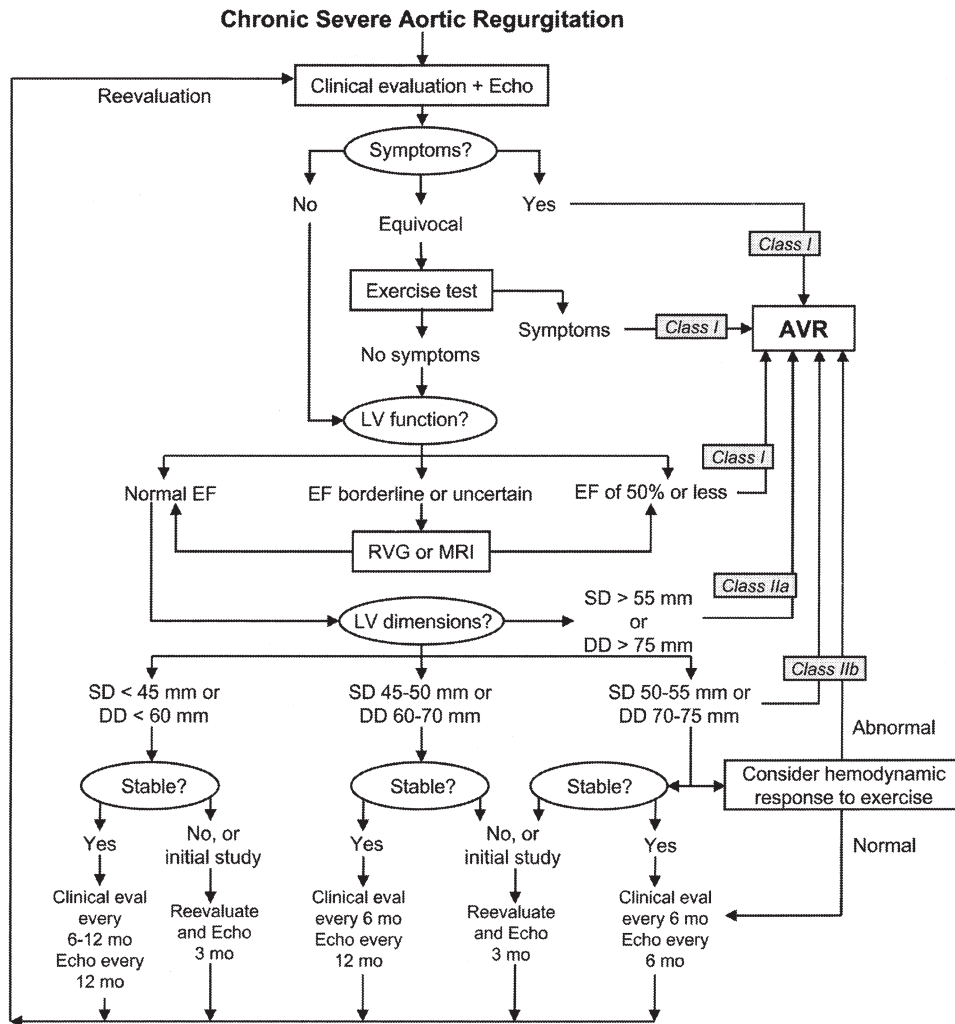 Chronic Severe Aortic Regurgitation
Clinical evaluation + Echo
Reevaluation
Symptoms?
No
Equivocal
Yes
Class I
Exercise test
Symptoms
Class I
AVR
No symptoms
LV function?
Class I
Normal EF
EF borderline or uncertain
EF of 50% or less
RVG or MRI
Class IIa
LV dimensions?
SD > 55 mm
or
DD > 75 mm
Class IIb
SD < 45 mm or
DD < 60 mm
SD 45-50 mm or
DD 60-70 mm
SD 50-55 mm or
DD 70-75 mm
Abnormal
Stable?
Stable?
Stable?
Consider hemodynamic
response to exercise
Yes
No, or
initial study
Yes
No, or
initial study
Yes
Normal
Clinical eval
every
6-12 mo
Echo every
12 mo
Reevaluate
and Echo
3 mo
Clinical eval
every 6 mo
Echo every
12 mo
Reevaluate
and Echo
3 mo
Clinical eval
every 6 mo
Echo every
6 mo